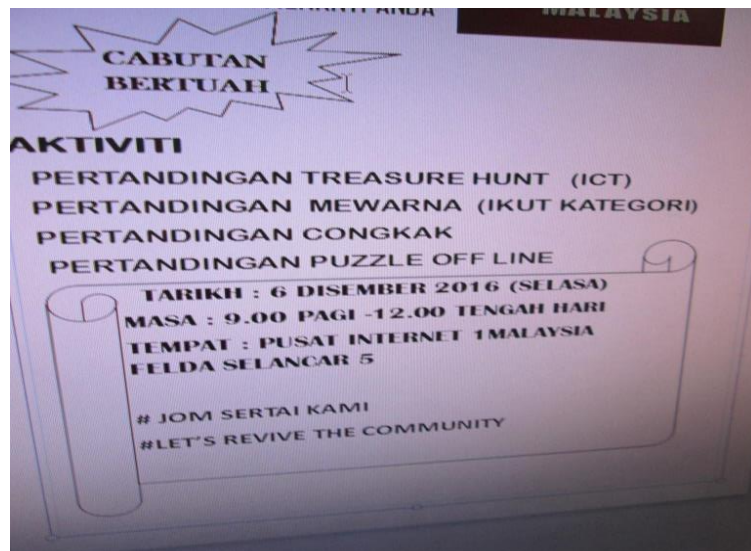 ANDA
MALAYSIA
CABUTAN
BERTUAH
AKTIVITI
PERTANDINGAN TREASURE HUNT (ICT)
PERTANDINGAN MEWARNA (IKUT KATEGORI)
PERTANDINGAN CONGKAK
PERTANDINGAN PUZZLE OFF LINE
TARIKH : 6 DISEMBER 2016 (SELASA)
MASA : 9.00 PAGI -12.00 TENGAH HARI
TEMPAT : PUSAT INTERNET 1MALAYSIA
FELDA SELANCAR 5
# JOM SERTAI KAMI
#LET'S REVIVE THE COMMUNITY